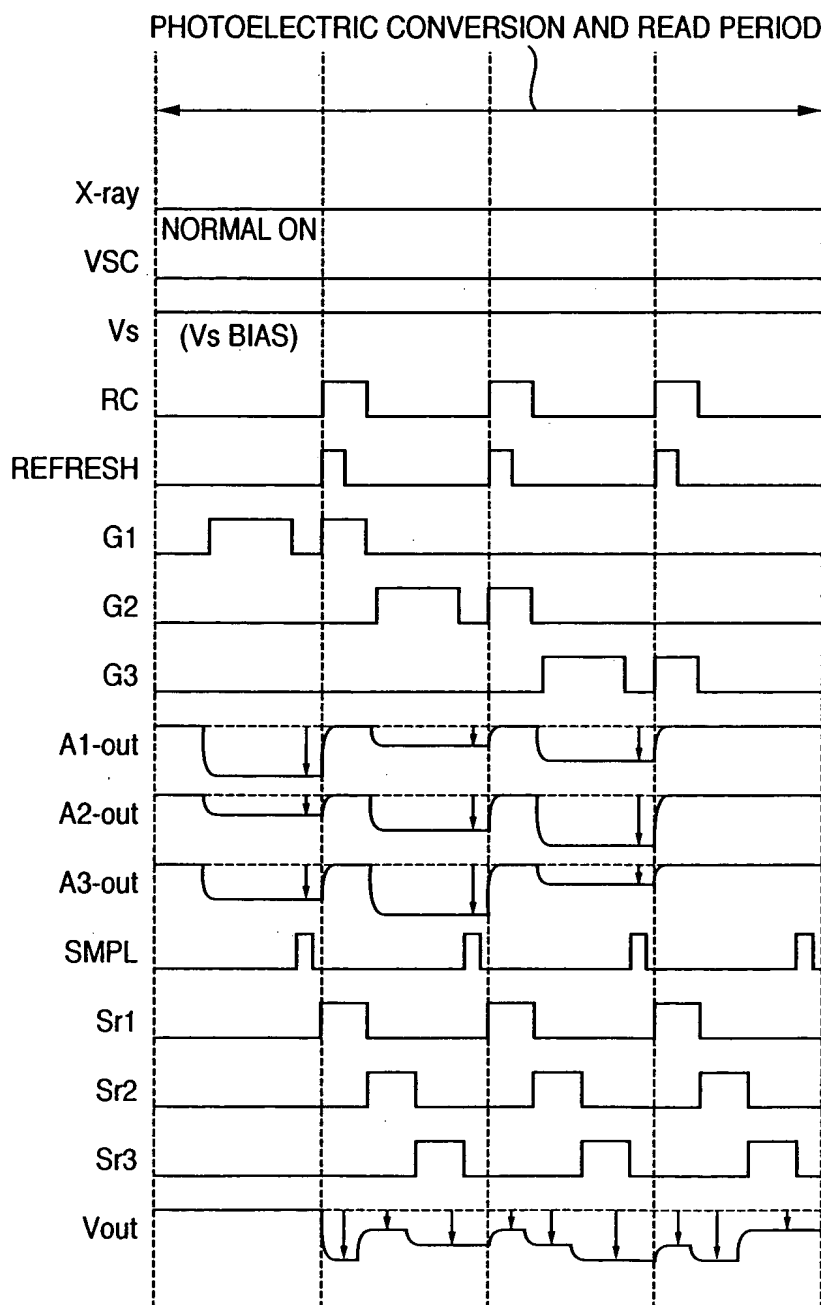 PHOTOELECTRIC CONVERSION AND READ PERIOD
X-ray
NORMAL ON
VSC
Vs
(Vs BIAS)
RC
REFRESH
G1
G2
G3
A1-out
A2-out
A3-out
SMPL
Sr1
Sr2
Sr3
Vout